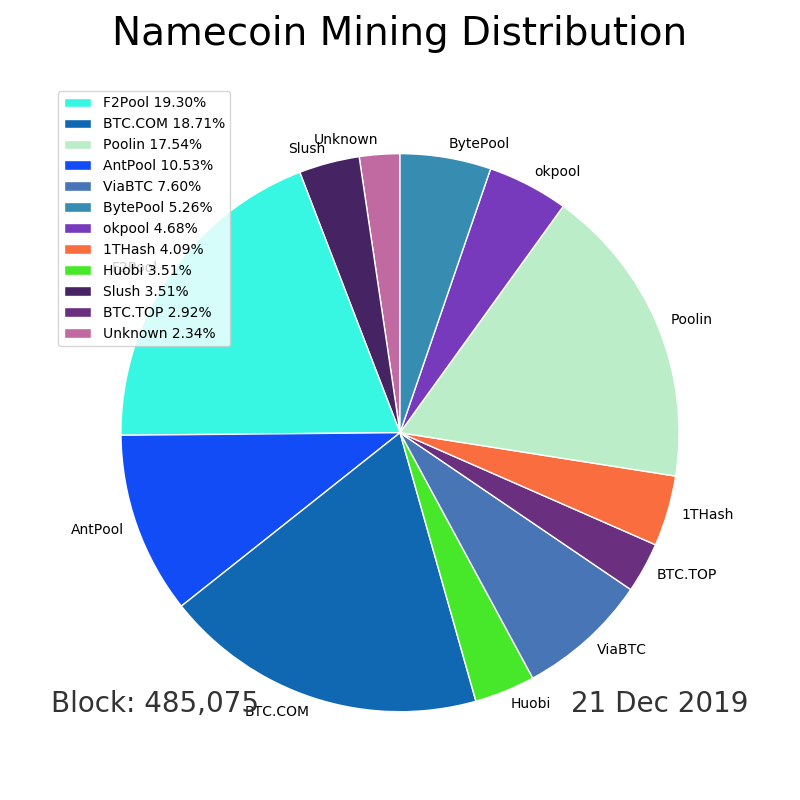 Namecoin Mining Distribution
F2Pool 19.30%
BTC.COM 18.71%
Poolin 17.54%
AntPool 10.53%
ViaBTC 7.60%
BytePool 5.26%
okpool 4.68%
1THash 4.09%
Huobi 3.51%
Slush 3.51%
BTC.TOP 2.92%
Unknown 2.34%
Slush
Unknown
BytePool
okpool
F2Pool
Poolin
1THash
AntPool
BTC.TOP
ViaBTC
Huobi
BTC.COM
Block: 485,075
21 Dec 2019